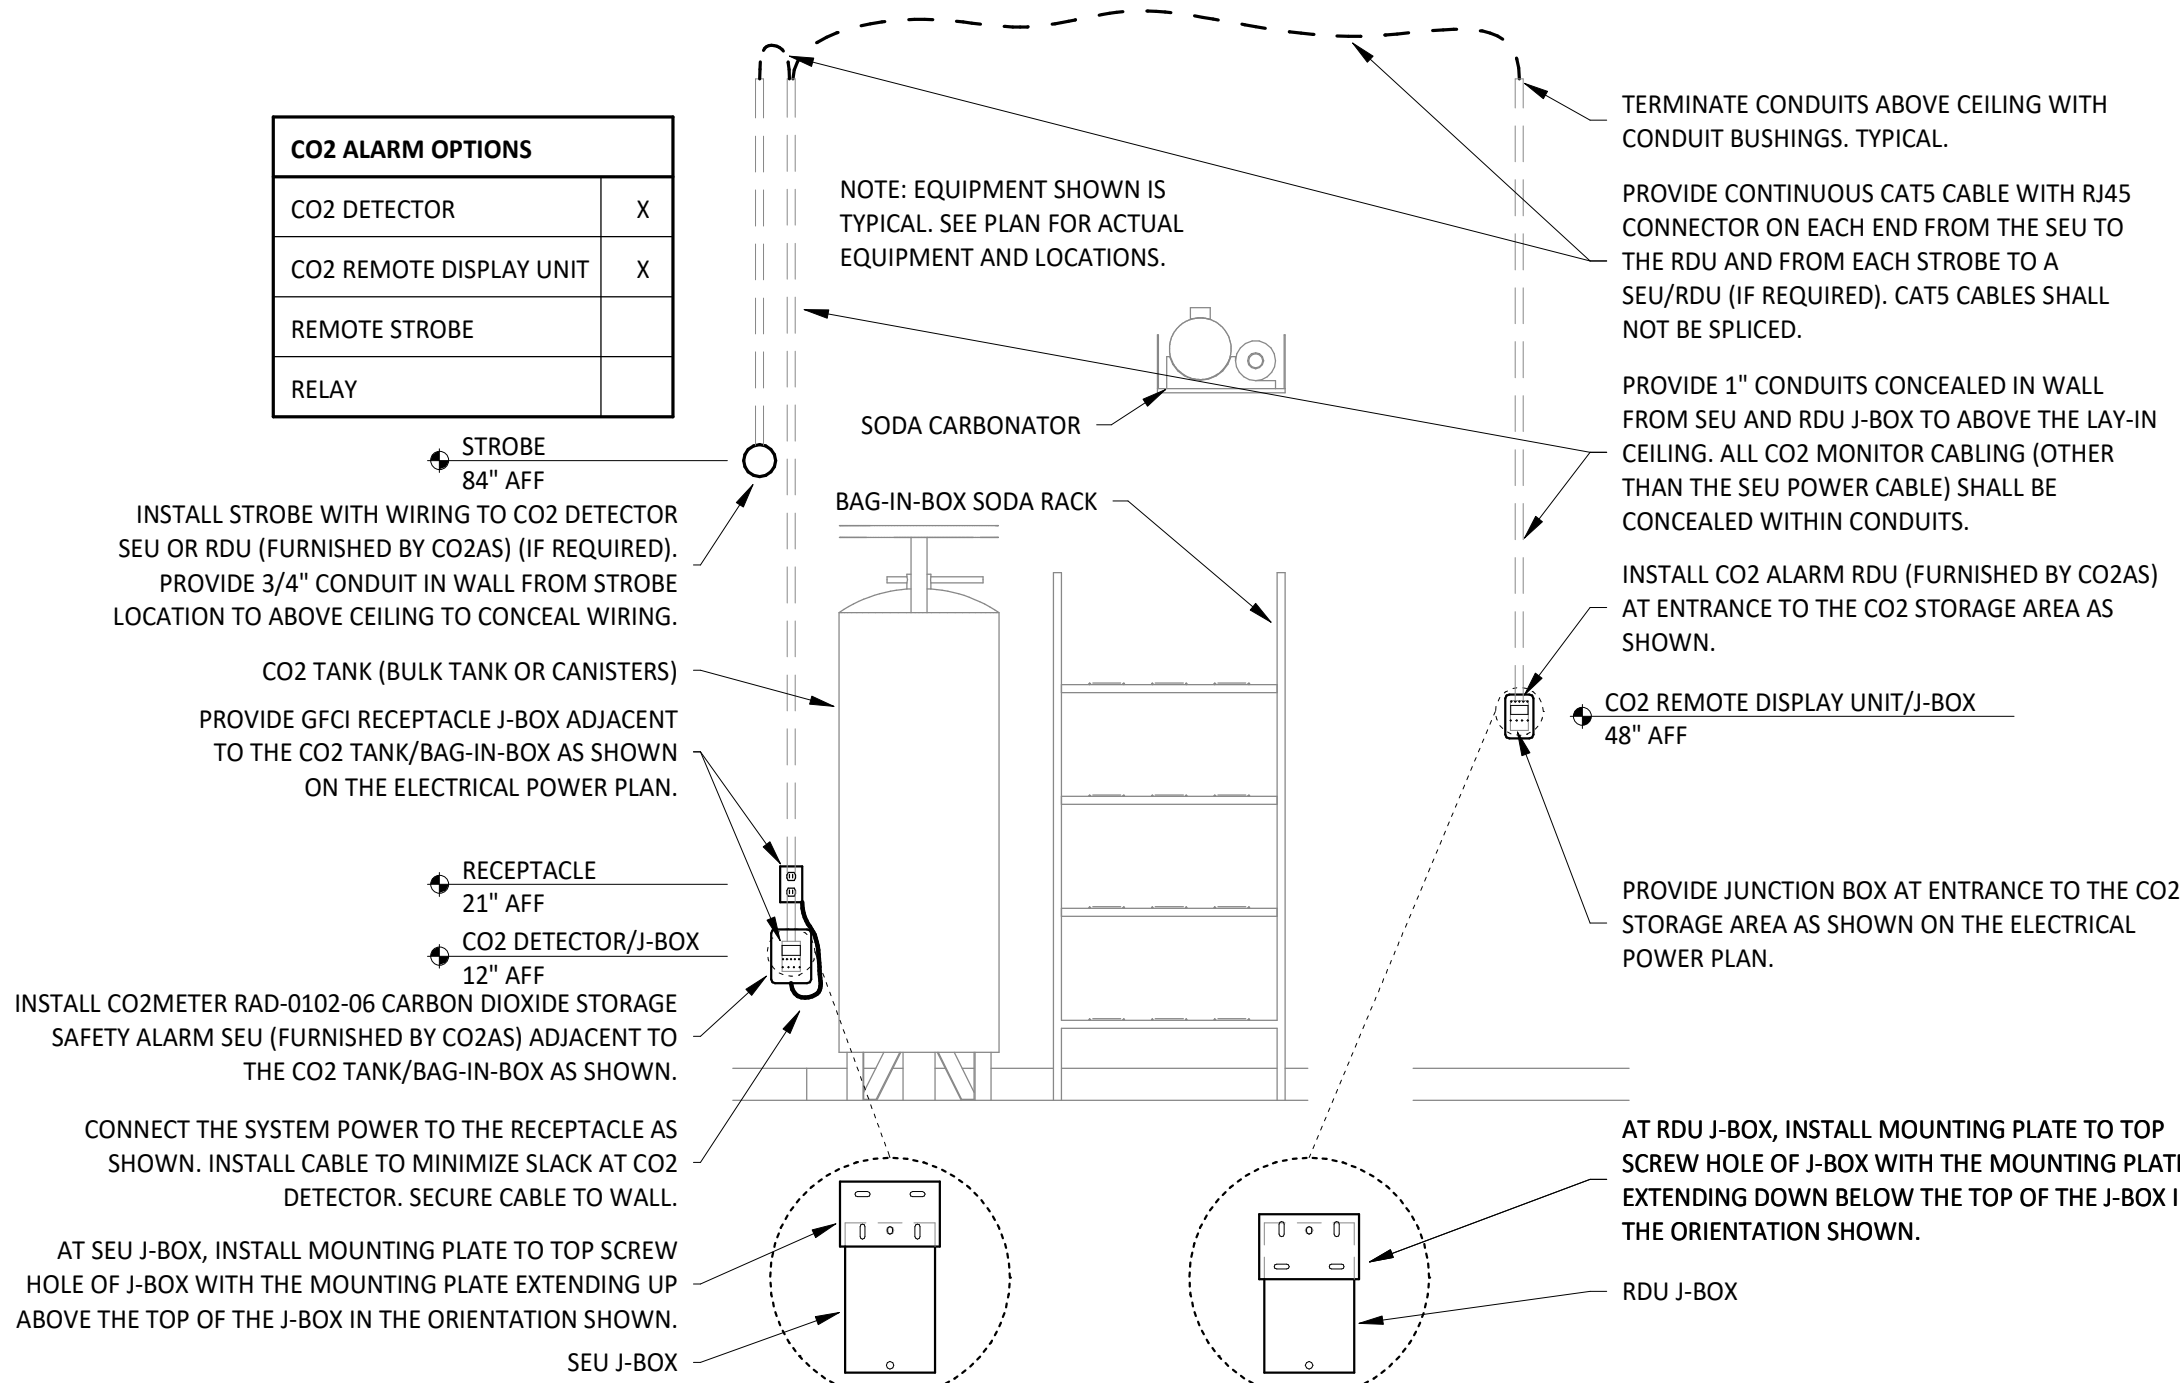 CO2 ALARM OPTIONS
CO2 DETECTOR X
CO2 REMOTE DISPLAY UNIT X
REMOTE STROBE
RELAY
NOTE: EQUIPMENT SHOWN IS
TYPICAL. SEE PLAN FOR ACTUAL
EQUIPMENT AND LOCATIONS.
SODA CARBONATOR
BAG-IN-BOX SODA RACK
STROBE
84" AFF
INSTALL STROBE WITH WIRING TO CO2 DETECTOR
SEU OR RDU (FURNISHED BY CO2AS) (IF REQUIRED).
PROVIDE 3/4" CONDUIT IN WALL FROM STROBE
LOCATION TO ABOVE CEILING TO CONCEAL WIRING.
CO2 TANK (BULK TANK OR CANISTERS)
PROVIDE GFCI RECEPTACLE J-BOX ADJACENT
TO THE CO2 TANK/BAG-IN-BOX AS SHOWN
ON THE ELECTRICAL POWER PLAN.
RECEPTACLE
21" AFF
CO2 DETECTOR/J-BOX
12" AFF
INSTALL CO2METER RAD-0102-06 CARBON DIOXIDE STORAGE
SAFETY ALARM SEU (FURNISHED BY CO2AS) ADJACENT TO
THE CO2 TANK/BAG-IN-BOX AS SHOWN.
CONNECT THE SYSTEM POWER TO THE RECEPTACLE AS
SHOWN. INSTALL CABLE TO MINIMIZE SLACK AT CO2
DETECTOR. SECURE CABLE TO WALL.
AT SEU J-BOX, INSTALL MOUNTING PLATE TO TOP SCREW
HOLE OF J-BOX WITH THE MOUNTING PLATE EXTENDING UP
ABOVE THE TOP OF THE J-BOX IN THE ORIENTATION SHOWN.
SEU J-BOX
TERMINATE CONDUITS ABOVE CEILING WITH
CONDUIT BUSHINGS. TYPICAL.
PROVIDE CONTINUOUS CAT5 CABLE WITH RJ45
CONNECTOR ON EACH END FROM THE SEU TO
THE RDU AND FROM EACH STROBE TO A
SEU/RDU (IF REQUIRED). CAT5 CABLES SHALL
NOT BE SPLICED.
PROVIDE 1" CONDUITS CONCEALED IN WALL
FROM SEU AND RDU J-BOX TO ABOVE THE LAY-IN
CEILING. ALL CO2 MONITOR CABLING (OTHER
THAN THE SEU POWER CABLE) SHALL BE
CONCEALED WITHIN CONDUITS.
INSTALL CO2 ALARM RDU (FURNISHED BY CO2AS)
AT ENTRANCE TO THE CO2 STORAGE AREA AS
SHOWN.
CO2 REMOTE DISPLAY UNIT/J-BOX
48" AFF
PROVIDE JUNCTION BOX AT ENTRANCE TO THE CO2
STORAGE AREA AS SHOWN ON THE ELECTRICAL
POWER PLAN.
AT RDU J-BOX, INSTALL MOUNTING PLATE TO TOP
SCREW HOLE OF J-BOX WITH THE MOUNTING
EXTENDING DOWN BELOW THE TOP OF THE J-BOX
THE ORIENTATION SHOWN.
RDU J-BOX